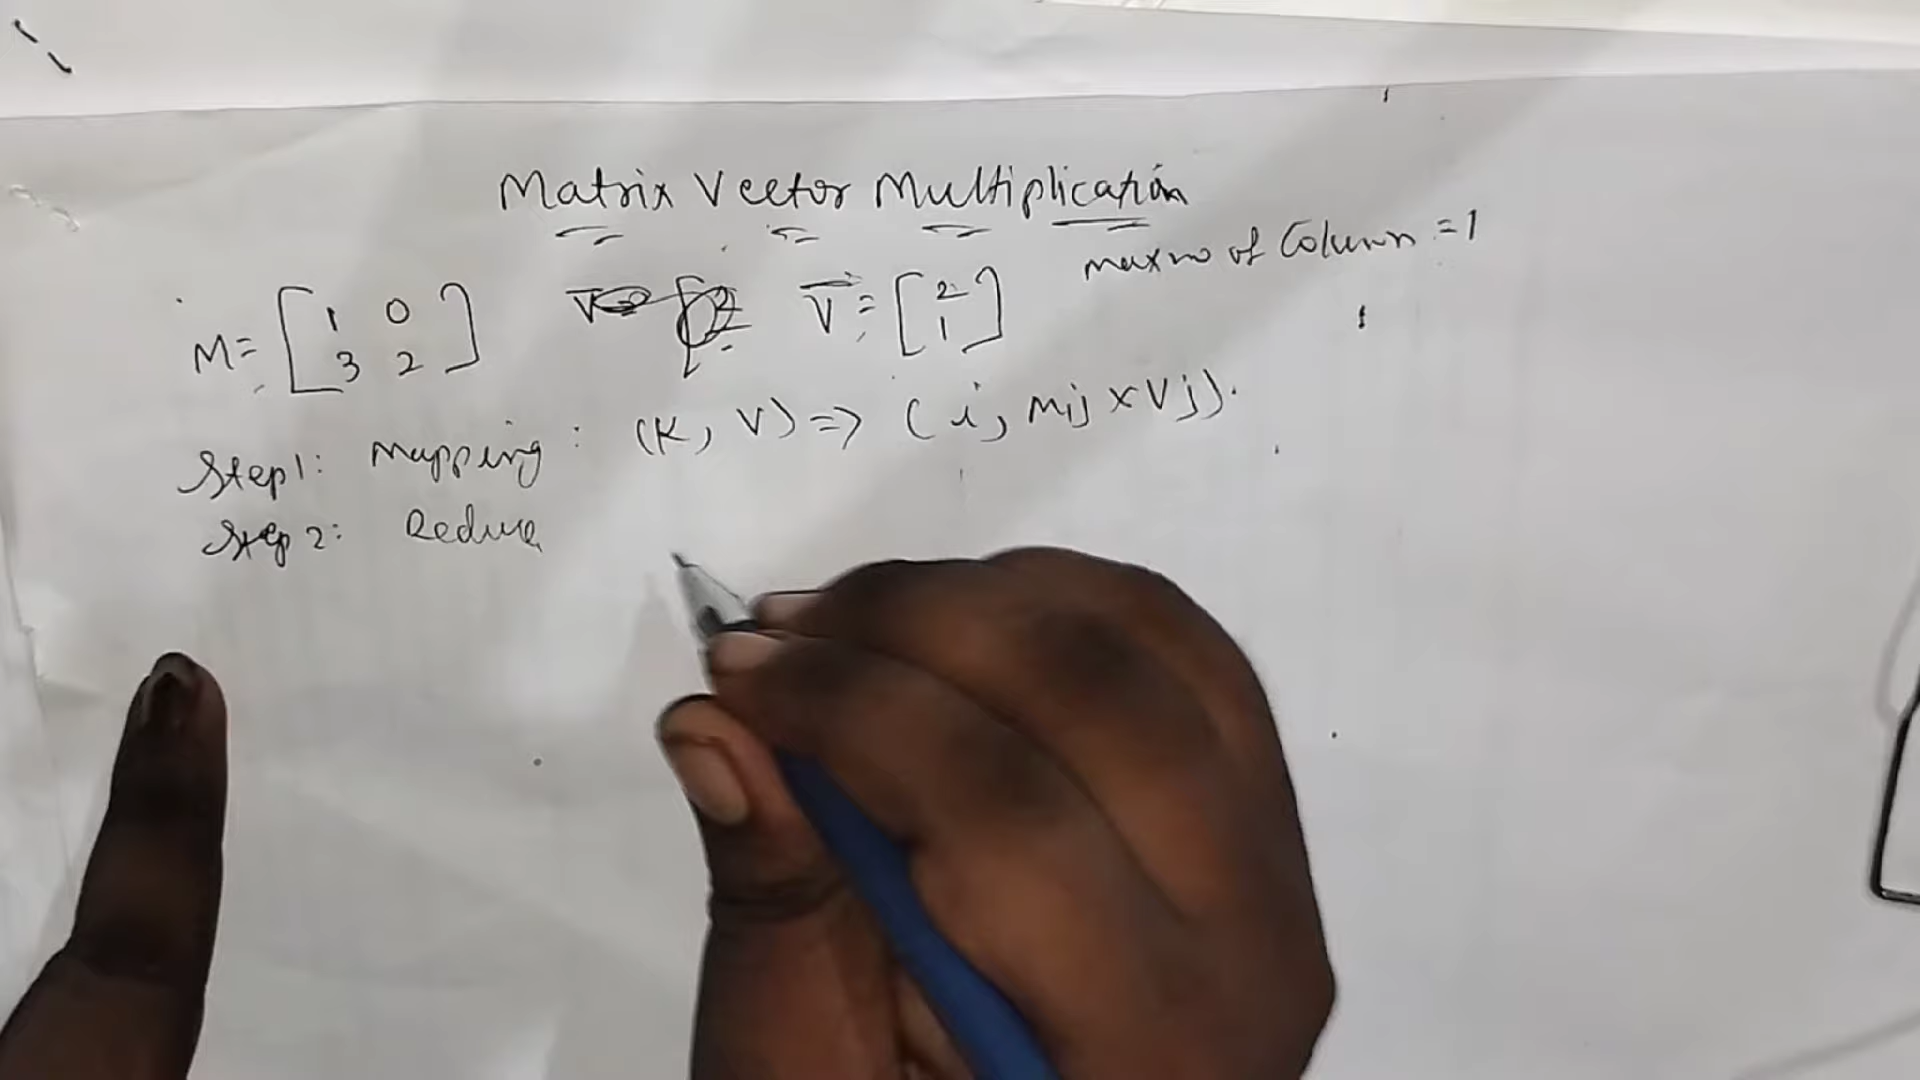 Matrix Vector Multiplication
max no of Column = 1
M = [ 1 0
3 2 ]
V = [ 2
1 ]
Step1: Mapping : (K, V) => (i, mij x Vj).
Step 2: Reduce